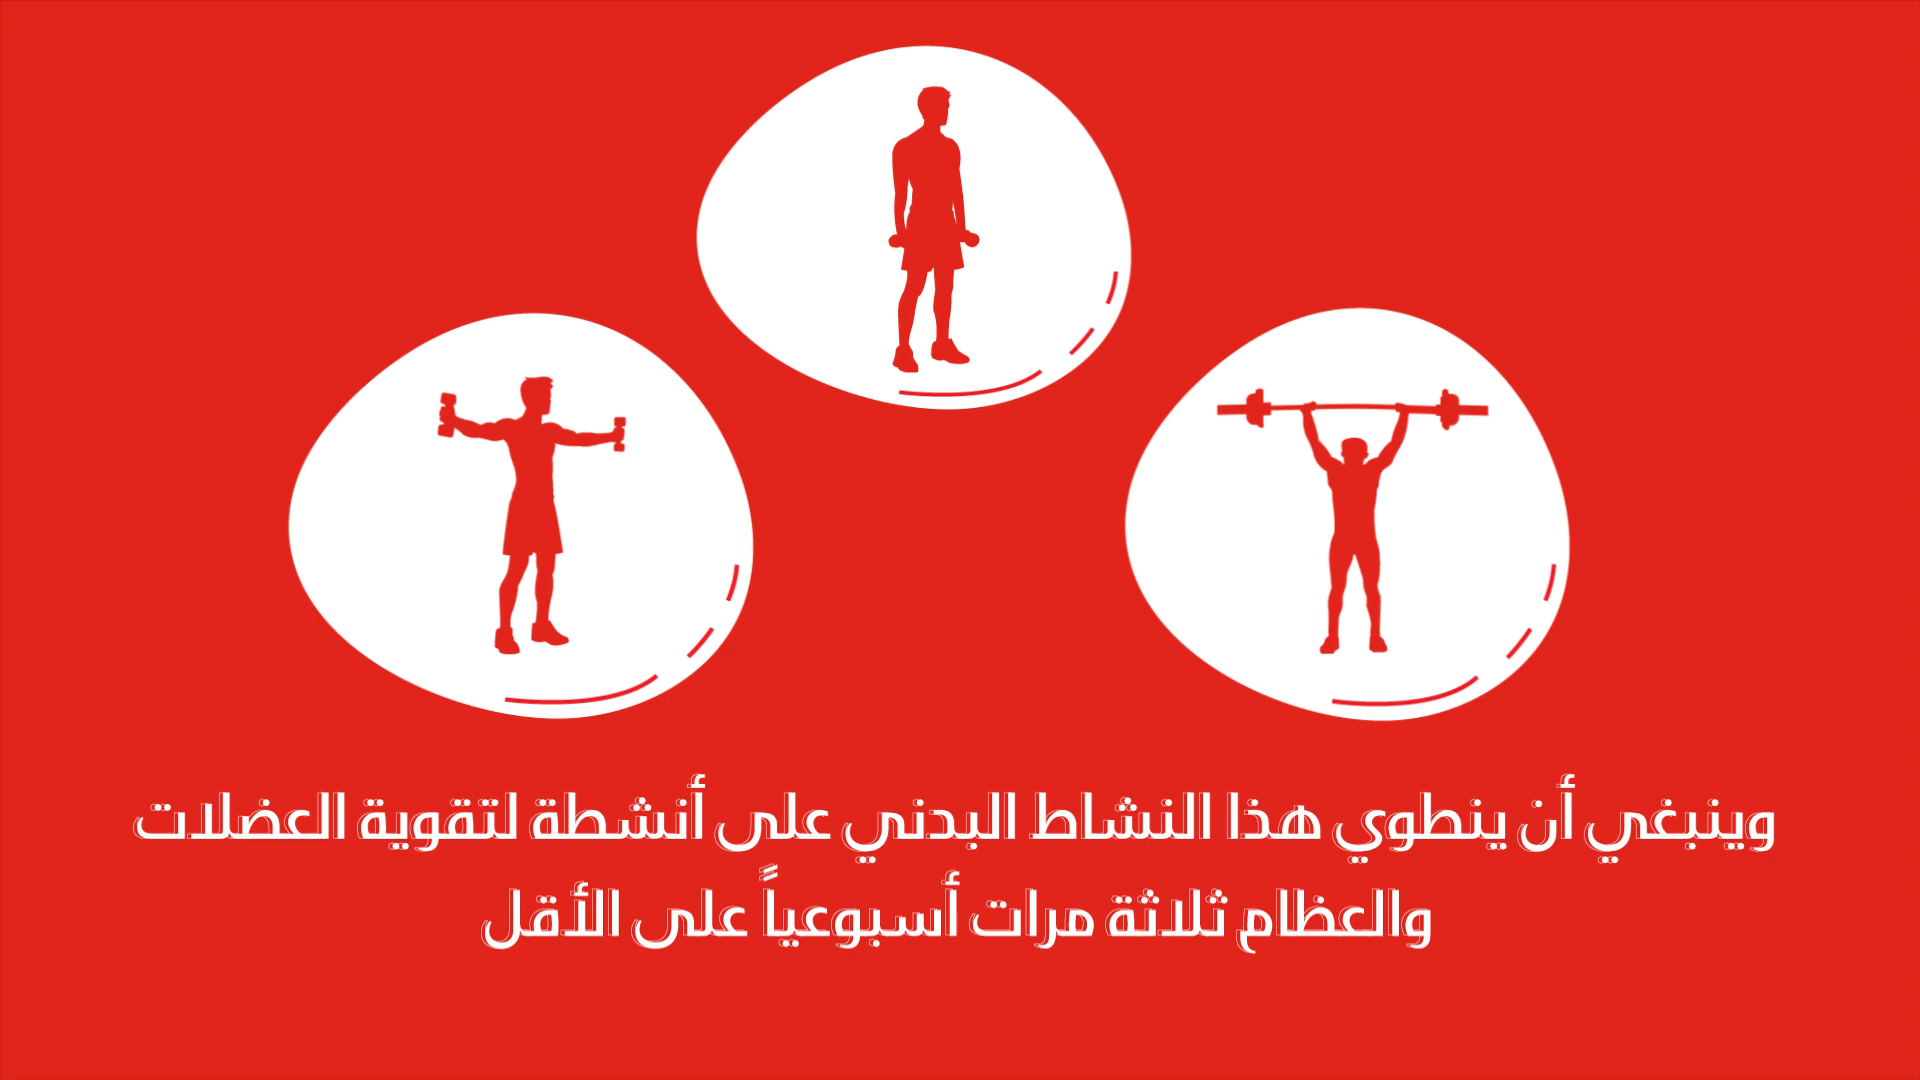 وينبغي أن ينطوي هذا النشاط البدني على أنشطة لتقوية العضلات
والعظام ثلاثة مرات أسبوعياً على الأقل